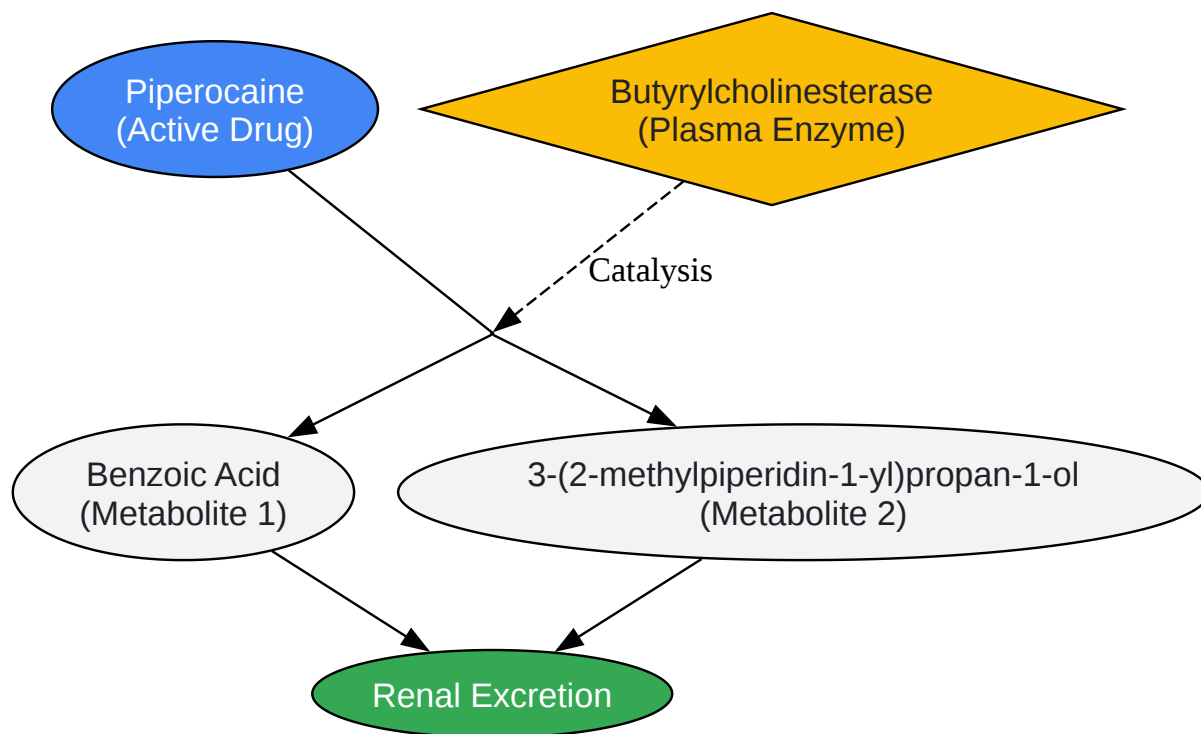 Piperocaine
(Active Drug)
Butyrylcholinesterase
(Plasma Enzyme)
Catalysis
Benzoic Acid
(Metabolite 1)
3-(2-methylpiperidin-1-yl)propan-1-ol
(Metabolite 2)
Renal Excretion